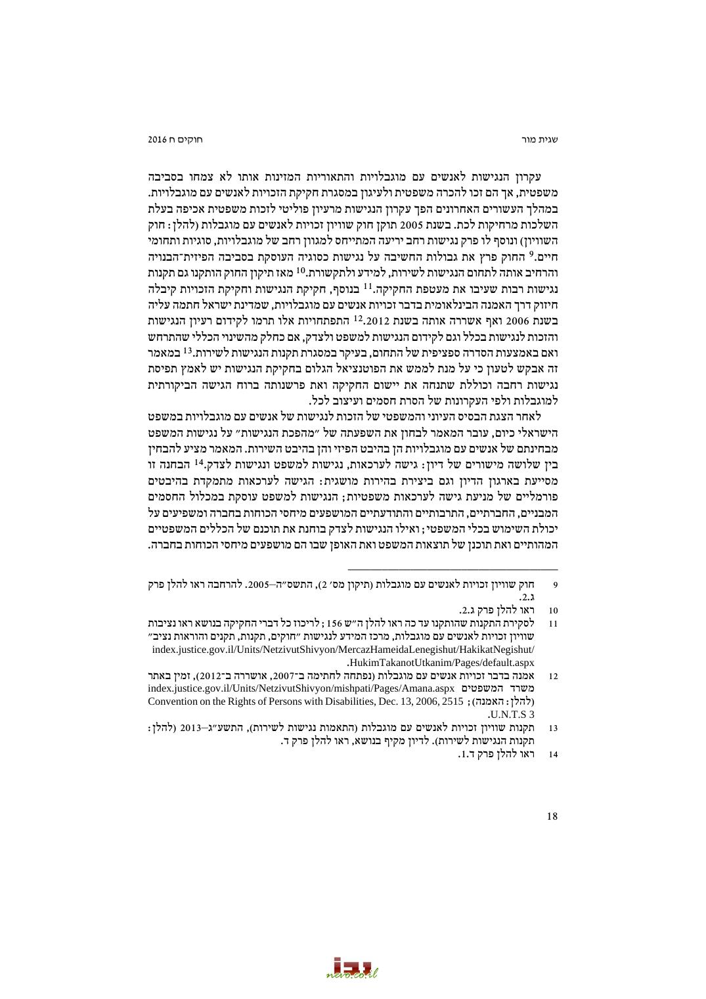 שגית מור
חוקים ח 2016
עקרון הנגישות לאנשים עם מוגבלויות והתאוריות המזינות אותו לא צמחו בסביבה
משפטית, אך הם זכו להכרה משפטית ולעיגון במסגרת חקיקת הזכויות לאנשים עם מוגבלויות.
במהלך העשורים האחרונים הפך עקרון הנגישות מרעיון פוליטי לזכות משפטית אכיפה בעלת
השלכות מרחיקות לכת. בשנת 2005 תוקן חוק שוויון זכויות לאנשים עם מוגבלות (להלן: חוק
השוויון) ונוסף לו פרק נגישות רחב יריעה המתייחס למגוון רחב של מוגבלויות, סוגיות ותחומי
חיים.9 החוק פרץ את גבולות החשיבה על נגישות כסוגיה העוסקת בסביבה הפיזית־הבנויה
והרחיב אותה לתחום הנגישות לשירות, למידע ולתקשורת.10 מאז תיקון החוק הותקנו גם תקנות
נגישות רבות שעיבו את מעטפת החקיקה.11 בנוסף, חקיקת הנגישות וחקיקת הזכויות קיבלה
חיזוק דרך האמנה הבינלאומית בדבר זכויות אנשים עם מוגבלויות, שמדינת ישראל חתמה עליה
בשנת 2006 ואף אשררה אותה בשנת 2012.12 התפתחויות אלו תרמו לקידום רעיון הנגישות
והזכות לנגישות בכלל וגם לקידום הנגישות למשפט ולצדק, אם כחלק מהשינוי הכללי שהתרחש
ואם באמצעות הסדרה ספציפית של התחום, בעיקר במסגרת תקנות הנגישות לשירות.13 במאמר
זה אבקש לטעון כי על מנת לממש את הפוטנציאל הגלום בחקיקת הנגישות יש לאמץ תפיסת
נגישות רחבה וכוללת שתנחה את יישום החקיקה ואת פרשנותה ברוח הגישה הביקורתית
למוגבלות ולפי העקרונות של הסרת חסמים ועיצוב לכל.
לאחר הצגת הבסיס העיוני והמשפטי של הזכות לנגישות של אנשים עם מוגבלויות במשפט
הישראלי כיום, עובר המאמר לבחון את השפעתה של ״מהפכת הנגישות״ על נגישות המשפט
מבחינתם של אנשים עם מוגבלויות הן בהיבט הפיזי והן בהיבט השירות. המאמר מציע להבחין
בין שלושה מישורים של דיון: גישה לערכאות, נגישות למשפט ונגישות לצדק.14 הבחנה זו
מסייעת בארגון הדיון וגם ביצירת בהירות מושגית: הגישה לערכאות מתמקדת בהיבטים
פורמליים של מניעת גישה לערכאות משפטיות; הנגישות למשפט עוסקת במכלול החסמים
המבניים, החברתיים, התרבותיים והתודעתיים המושפעים מיחסי הכוחות בחברה ומשפיעים על
יכולת השימוש בכלי המשפטי; ואילו הנגישות לצדק בוחנת את תוכנם של הכללים המשפטיים
המהותיים ואת תוכנן של תוצאות המשפט ואת האופן שבו הם מושפעים מיחסי הכוחות בחברה.
9 חוק שוויון זכויות לאנשים עם מוגבלות (תיקון מס׳ 2), התשס״ה–2005. להרחבה ראו להלן פרק
ג.2.
10 ראו להלן פרק ג.2.
11 לסקירת התקנות שהותקנו עד כה ראו להלן ה״ש 156; לריכוז כל דברי החקיקה בנושא ראו נציבות
שוויון זכויות לאנשים עם מוגבלות, מרכז המידע לנגישות ״חוקים, תקנות, תקנים והוראות נציב״
index.justice.gov.il/Units/NetzivutShivyon/MercazHameidaLenegishut/HakikatNegishut/
HukimTakanotUtkanim/Pages/default.aspx.
12 אמנה בדבר זכויות אנשים עם מוגבלות (נפתחה לחתימה ב־2007, אושררה ב־2012), זמין באתר
משרד המשפטים index.justice.gov.il/Units/NetzivutShivyon/mishpati/Pages/Amana.aspx
(להלן: האמנה); Convention on the Rights of Persons with Disabilities, Dec. 13, 2006, 2515
U.N.T.S 3.
13 תקנות שוויון זכויות לאנשים עם מוגבלות (התאמות נגישות לשירות), התשע״ג–2013 (להלן:
תקנות הנגישות לשירות). לדיון מקיף בנושא, ראו להלן פרק ד.
14 ראו להלן פרק ד.1.
18
נבו
nevo.co.il